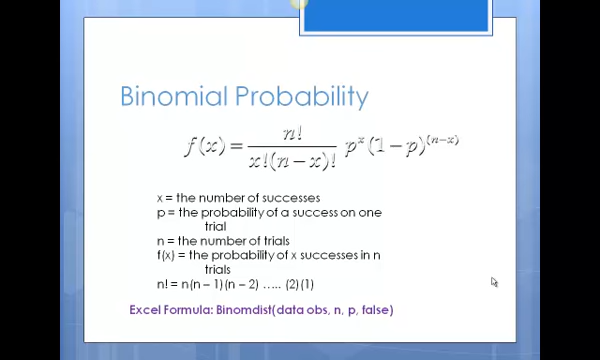 Binomial Probability
f(x) = n! / x!(n − x)! p^x (1 − p)^(n−x)
x = the number of successes
p = the probability of a success on one
trial
n = the number of trials
f(x) = the probability of x successes in n
trials
n! = n(n – 1)(n – 2) ….. (2)(1)
Excel Formula: Binomdist(data obs, n, p, false)